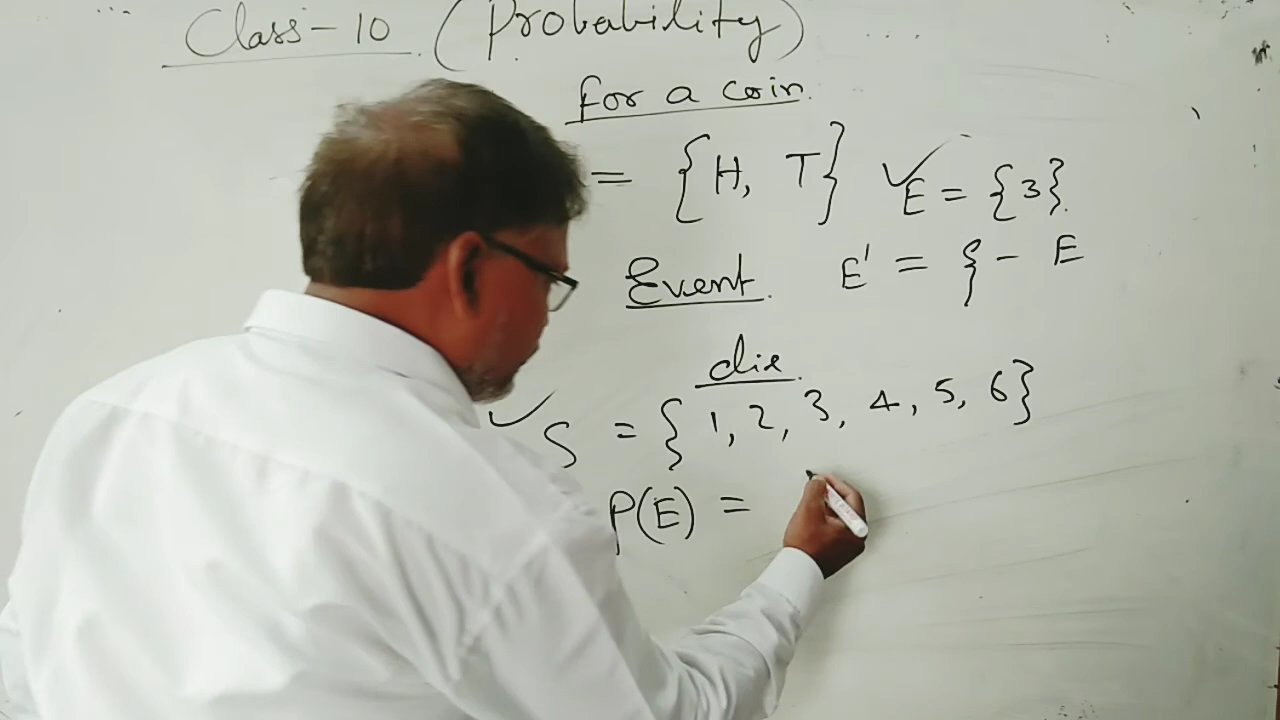 Class - 10 (Probability)
For a coin.
= {H, T} ✓ E = {3}.
Event. E' = } - E
die.
✓ S = { 1, 2, 3, 4, 5, 6}
P(E) =